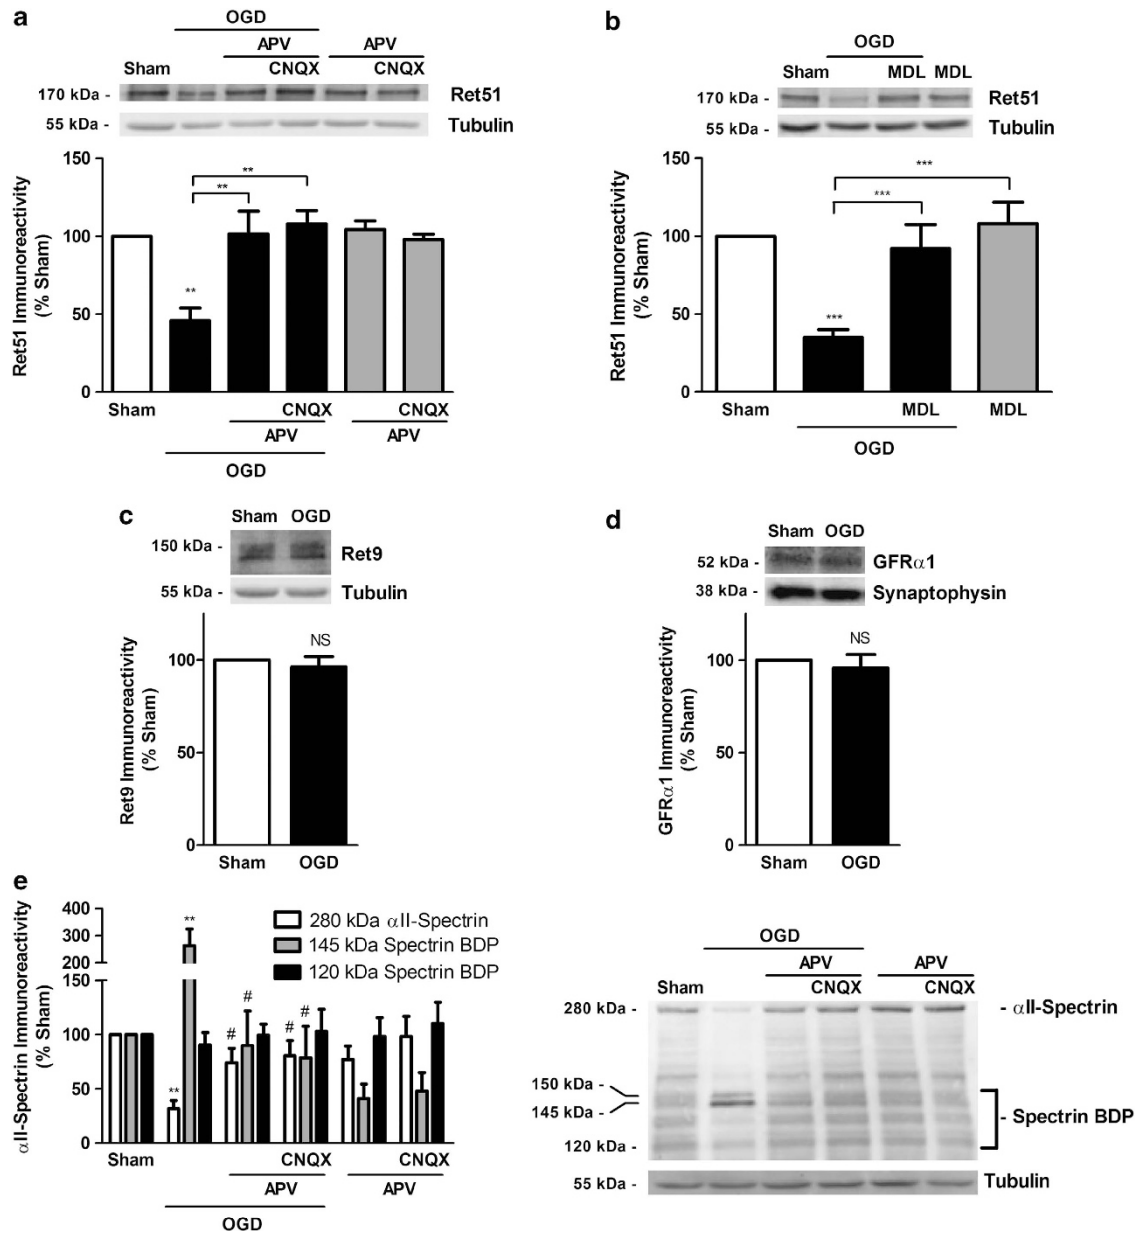 a
OGD
APV APV
Sham CNQX CNQX
170 kDa - Ret51
55 kDa - Tubulin
150
100
50
0
Ret51 Immunoreactivity
(% Sham)
**
**
**
Sham CNQX CNQX
APV APV
OGD
b
OGD
Sham MDL MDL
170 kDa - Ret51
55 kDa - Tubulin
150
100
50
0
Ret51 Immunoreactivity
(% Sham)
***
***
***
Sham MDL MDL
OGD
c
Sham OGD
150 kDa - Ret9
55 kDa - Tubulin
100
50
0
Ret9 Immunoreactivity
(% Sham)
NS
Sham OGD
d
Sham OGD
52 kDa - GFRα1
38 kDa - Synaptophysin
100
50
0
GFRα1 Immunoreactivity
(% Sham)
NS
Sham OGD
e
400
300
200
150
100
50
0
αII-Spectrin Immunoreactivity
(% Sham)
280 kDa αII-Spectrin
145 kDa Spectrin BDP
120 kDa Spectrin BDP
**
**
# # # #
Sham CNQX CNQX
APV APV
OGD
OGD
APV APV
Sham CNQX CNQX
280 kDa - - αII-Spectrin
150 kDa -
145 kDa - - Spectrin BDP
120 kDa -
55 kDa - Tubulin